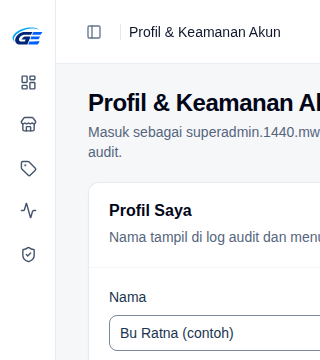 GE
Profil & Keamanan Akun
Profil & Keamanan
Masuk sebagai superadmin.1440.mw
audit.
Profil Saya
Nama tampil di log audit dan menu
Nama
Bu Ratna (contoh)